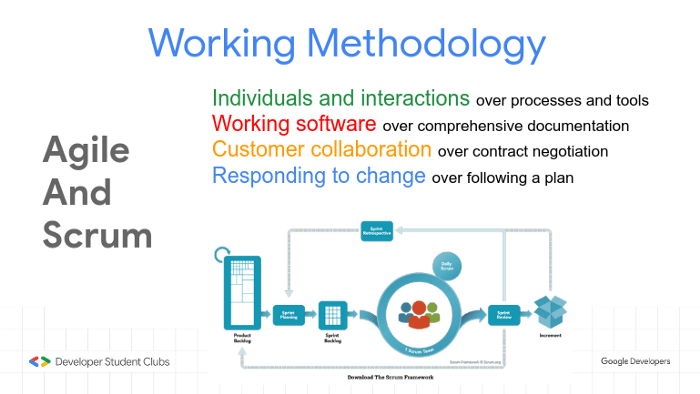 Working Methodology
Individuals and interactions over processes and tools
Working software over comprehensive documentation
Customer collaboration over contract negotiation
Responding to change over following a plan
Agile
And
Scrum
Sprint
Retrospective
Daily
Scrum
Sprint
Planning
Sprint
Review
Product
Backlog
Sprint
Backlog
Increment
1 Scrum Team
Scrum Framework © Scrum.org
Download The Scrum Framework
Developer Student Clubs
Google Developers